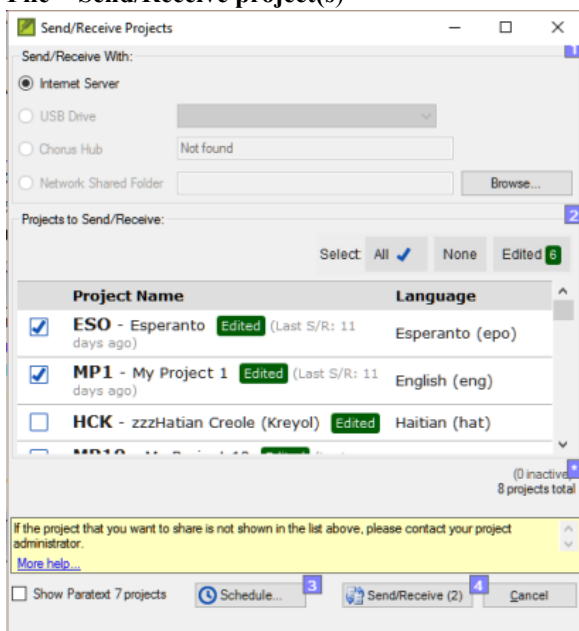 File > Send/Receive project(s)
Send/Receive Projects
Send/Receive With:
1
Internet Server
USB Drive
Chorus Hub Not found
Network Shared Folder Browse...
Projects to Send/Receive:
2
Select: All None Edited 6
Project Name Language
ESO - Esperanto Edited (Last S/R: 11
days ago)
Esperanto (epo)
MP1 - My Project 1 Edited (Last S/R: 11
days ago)
English (eng)
HCK - zzzHatian Creole (Kreyol) Edited Haitian (hat)
(0 inactive)
*
8 projects total
If the project that you want to share is not shown in the list above, please contact your project
administrator.
More help...
Show Paratext 7 projects Schedule... 3 Send/Receive (2) 4 Cancel